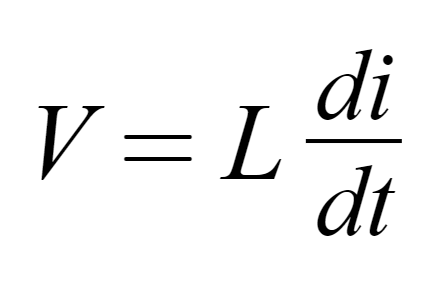 V = L di/dt